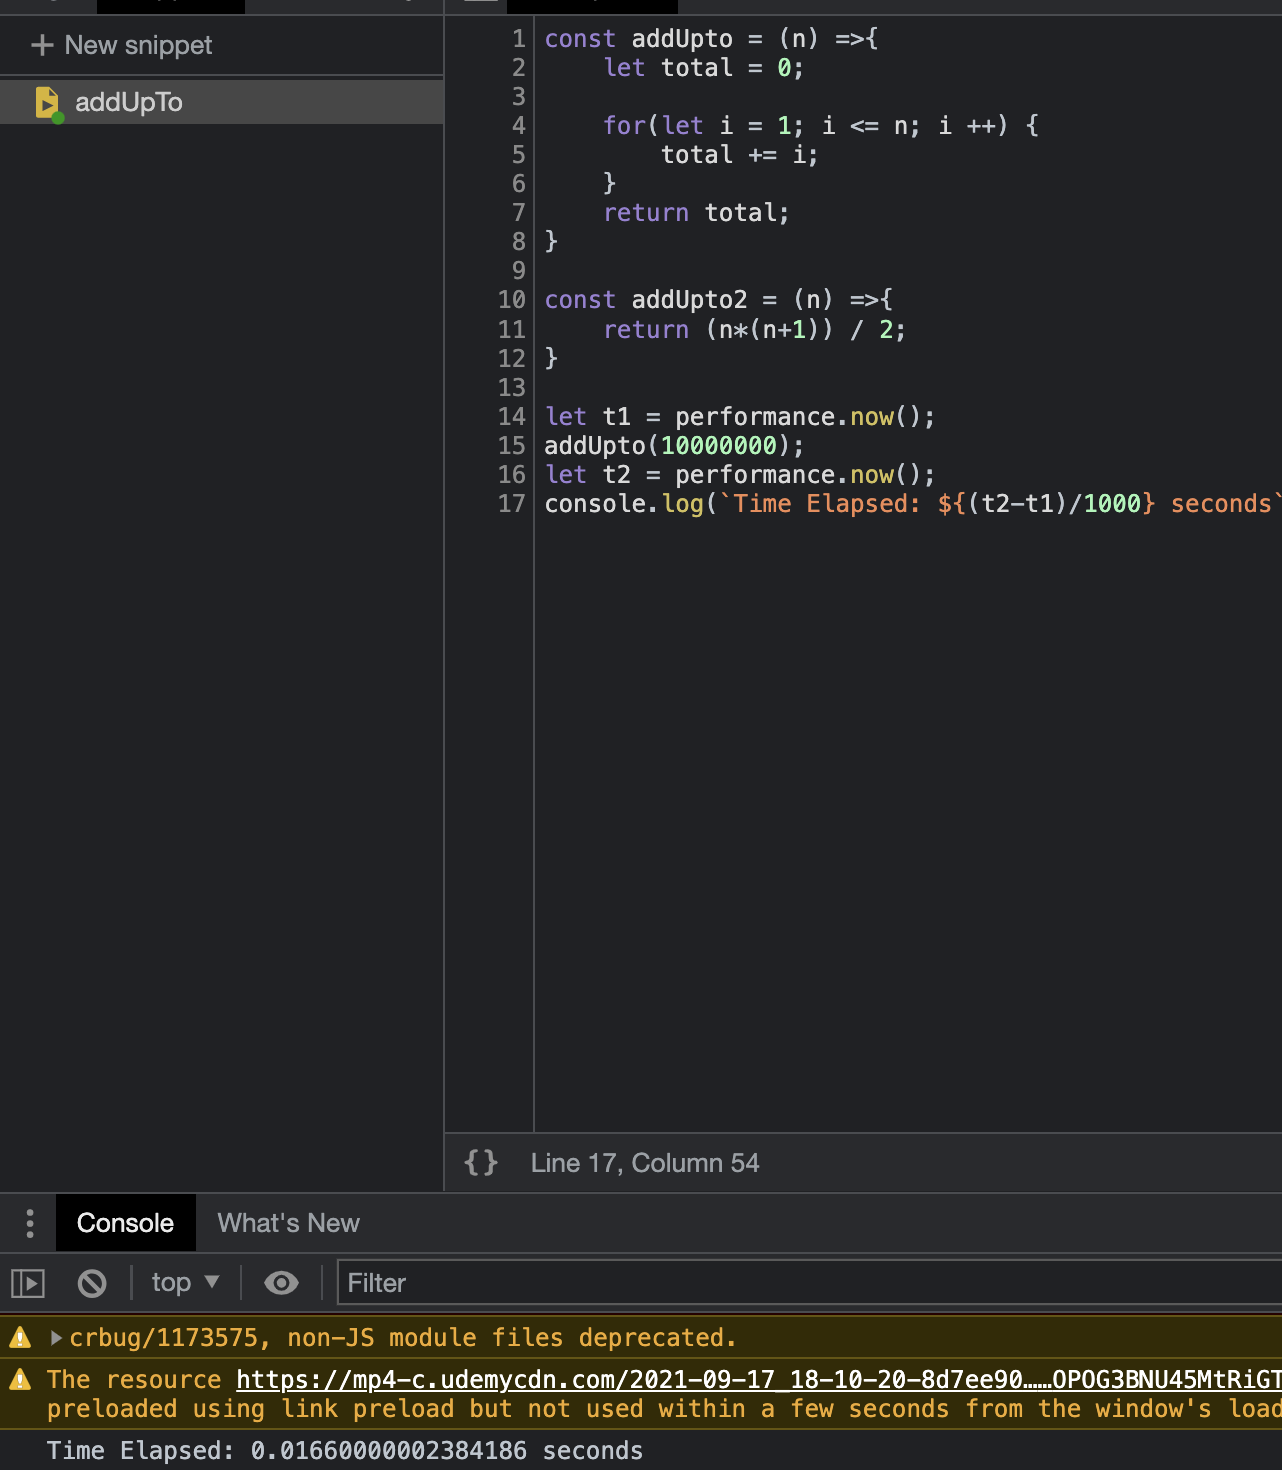 New snippet
addUpTo
1 const addUpto = (n) =>{
2 let total = 0;
3
4 for(let i = 1; i <= n; i ++) {
5 total += i;
6 }
7 return total;
8 }
9
10 const addUpto2 = (n) =>{
11 return (n*(n+1)) / 2;
12 }
13
14 let t1 = performance.now();
15 addUpto(10000000);
16 let t2 = performance.now();
17 console.log(`Time Elapsed: ${(t2-t1)/1000} seconds`
{} Line 17, Column 54
Console What's New
top Filter
crbug/1173575, non-JS module files deprecated.
The resource https://mp4-c.udemycdn.com/2021-09-17_18-10-20-8d7ee90……OPOG3BNU45MtRiGT
preloaded using link preload but not used within a few seconds from the window's load
Time Elapsed: 0.01660000002384186 seconds